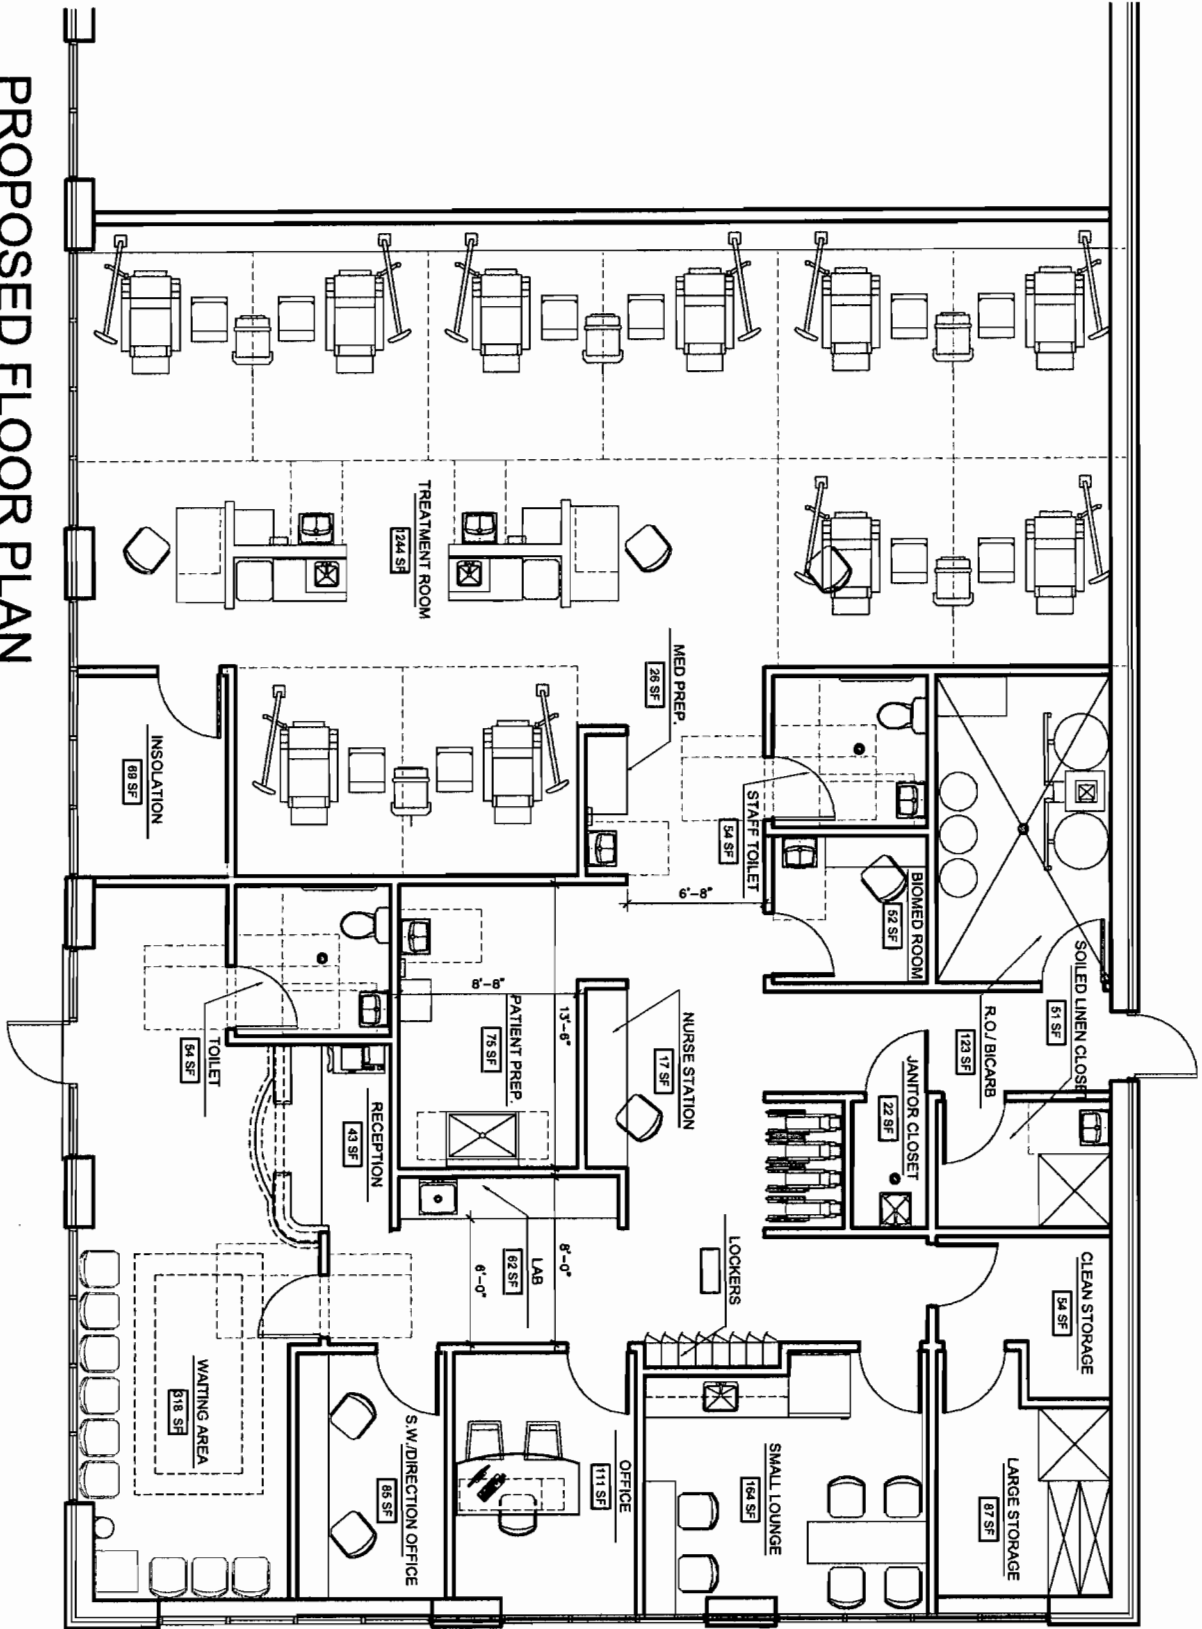 PROPOSED FLOOR PLAN
TREATMENT ROOM
1244 SF
MED PREP.
26 SF
STAFF TOILET
54 SF
INSOLATION
69 SF
BIOMED ROOM
52 SF
6'-8"
SOILED LINEN CLOSE
51 SF
R.O./ BICARB
123 SF
JANITOR CLOSET
22 SF
NURSE STATION
17 SF
8'-8"
13'-6"
PATIENT PREP.
75 SF
TOILET
54 SF
RECEPTION
43 SF
LAB
62 SF
8'-0"
6'-0"
LOCKERS
CLEAN STORAGE
54 SF
LARGE STORAGE
87 SF
SMALL LOUNGE
164 SF
OFFICE
111 SF
S.W./DIRECTION OFFICE
85 SF
WAITING AREA
318 SF